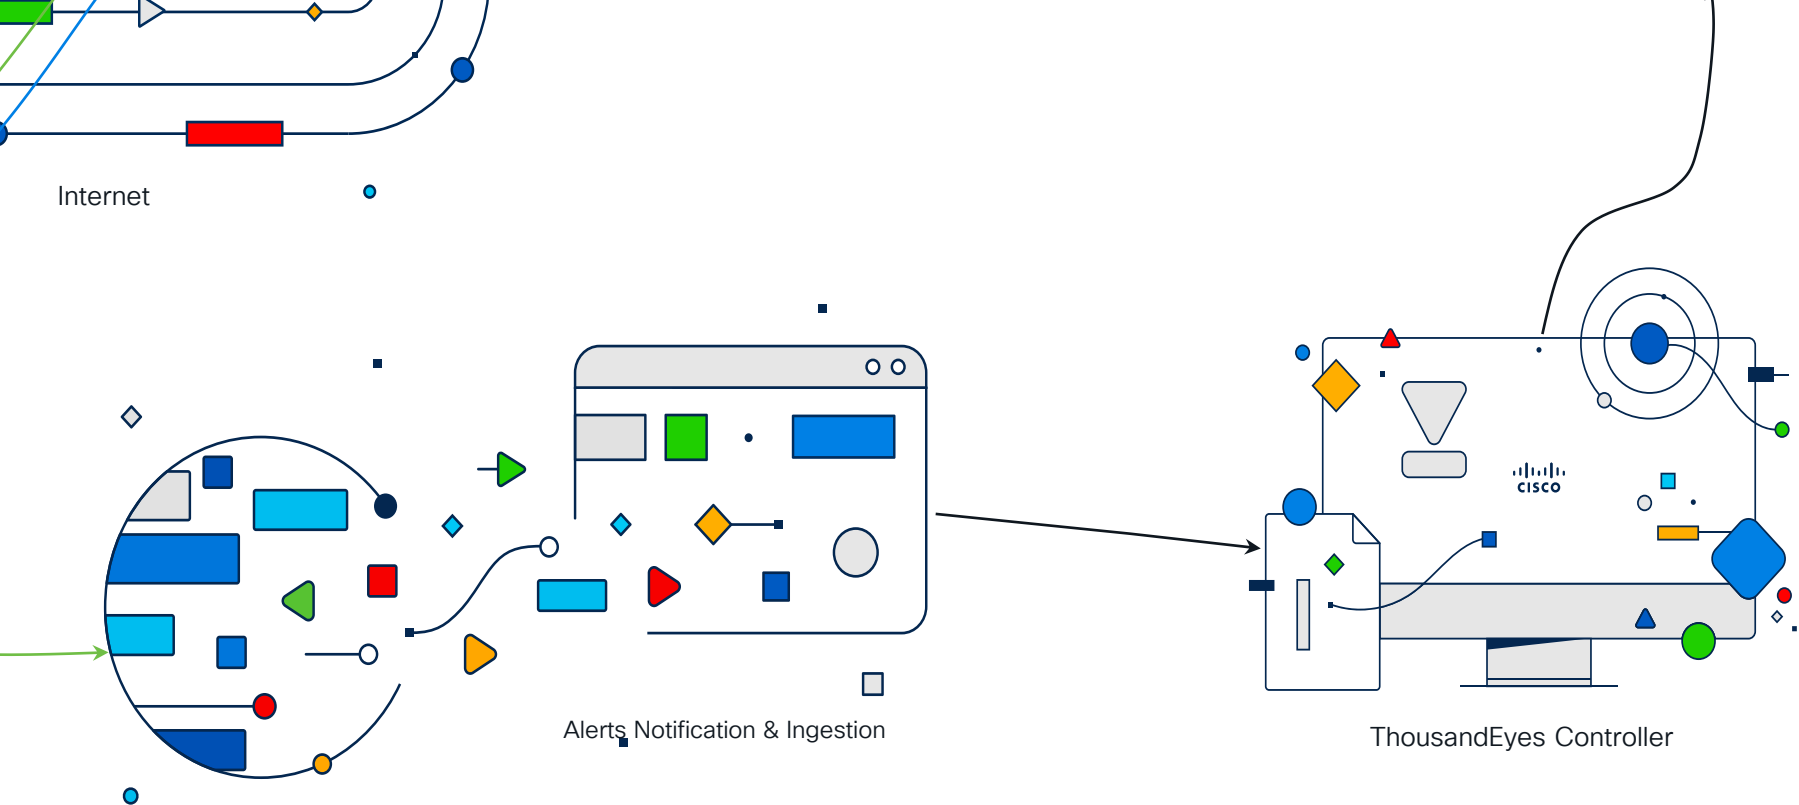 Internet
CISCO
Alerts Notification & Ingestion
ThousandEyes Controller